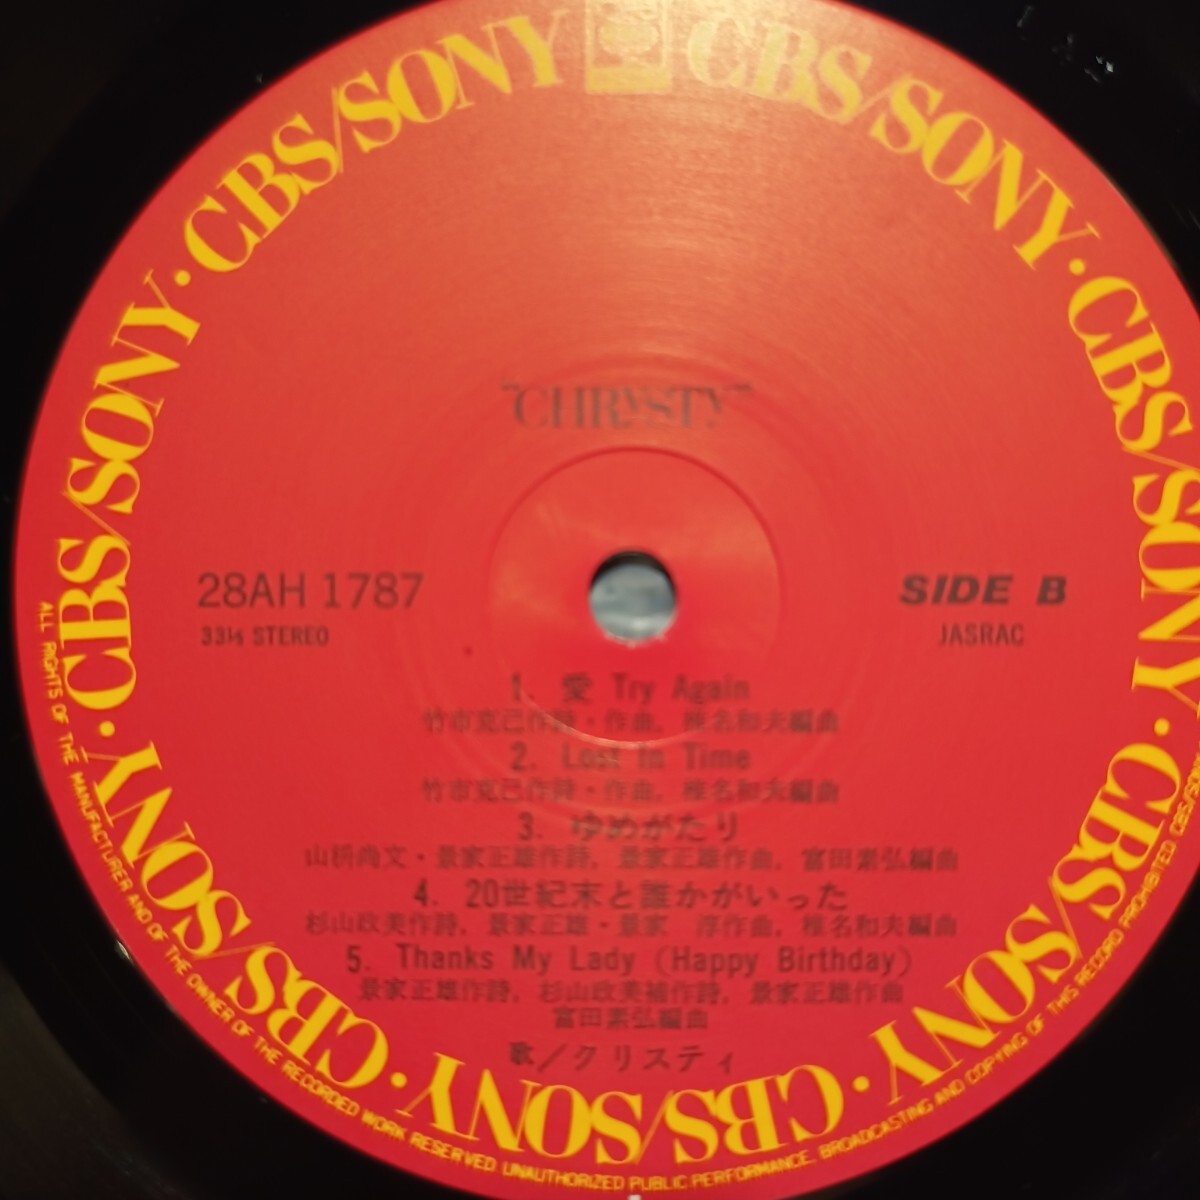 CBS/SONY · CBS/SONY · CBS/SONY · CBS/SONY · CBS/SONY · CBS/SONY · CBS/SONY · CBS/SONY
"CHRYSTY"
28AH 1787
33⅓ STEREO
SIDE B
JASRAC
1. 愛 Try Again
竹市克己作詩・作曲, 椎名和夫編曲
2. Lost In Time
竹市克己作詩・作曲, 椎名和夫編曲
3. ゆめがたり
尚文・景家正雄作詩, 景家正雄作曲, 富田素弘編曲
4. 20世紀末と誰かがいった
杉山政美作詩, 景家正雄・景家 淳作曲, 椎名和夫編曲
5. Thanks My Lady (Happy Birthday)
景家正雄作詩, 杉山政美補作詩, 景家正雄作曲
富田素弘編曲
歌／クリスティ
ALL RIGHTS OF THE MANUFACTURER AND OF THE OWNER OF THE RECORDED WORK RESERVED. UNAUTHORIZED PUBLIC PERFORMANCE, BROADCASTING AND COPYING OF THIS RECORD PROHIBITED CBS/SONY